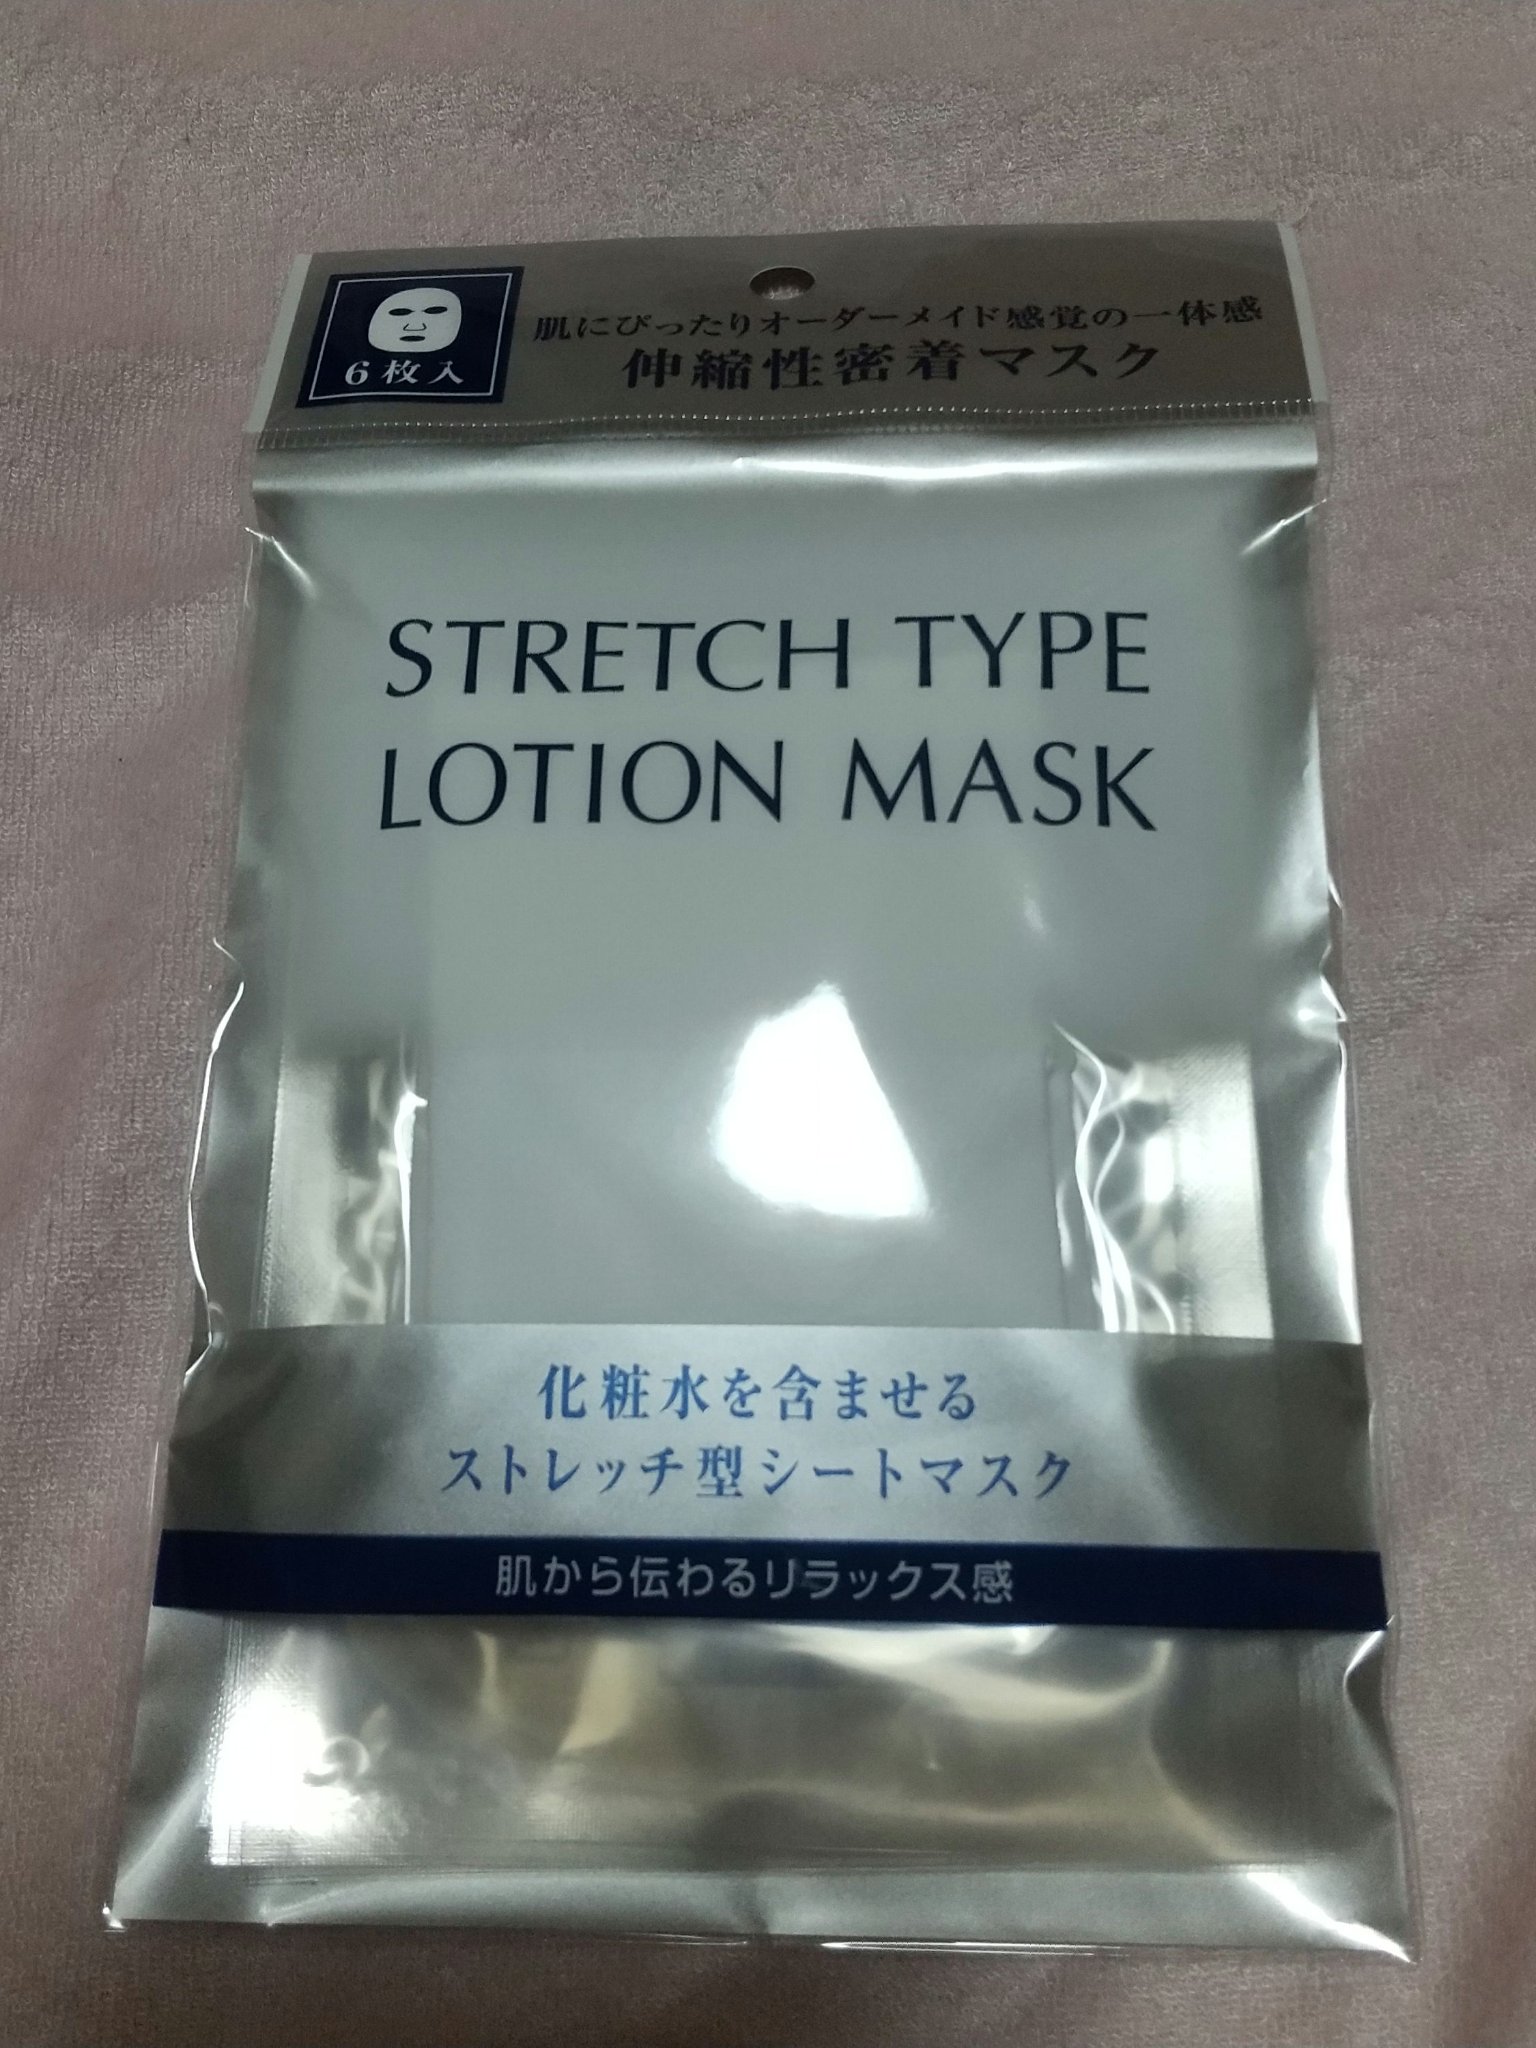 6枚入
肌にぴったりオーダーメイド感覚の一体感
伸縮性密着マスク
STRETCH TYPE
LOTION MASK
化粧水を含ませる
ストレッチ型シートマスク
肌から伝わるリラックス感